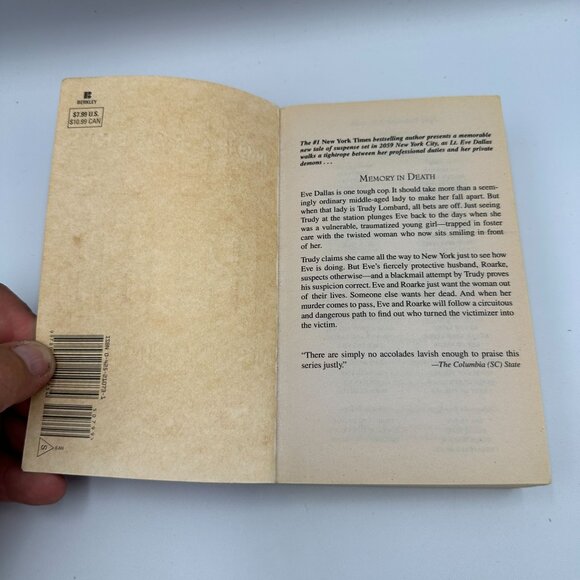 BERKLEY
$7.99 U.S.
$10.99 CAN
ISBN 0-425-21073-1
50799
The #1 New York Times bestselling author presents a memorable
new tale of suspense set in 2059 New York City, as Lt. Eve Dallas
walks a tightrope between her professional duties and her private
demons . . .
MEMORY IN DEATH
Eve Dallas is one tough cop. It should take more than a seem-
ingly ordinary middle-aged lady to make her fall apart. But
when that lady is Trudy Lombard, all bets are off. Just seeing
Trudy at the station plunges Eve back to the days when she
was a vulnerable, traumatized young girl—trapped in foster
care with the twisted woman who now sits smiling in front
of her.
Trudy claims she came all the way to New York just to see how
Eve is doing. But Eve's fiercely protective husband, Roarke,
suspects otherwise—and a blackmail attempt by Trudy proves
his suspicion correct. Eve and Roarke just want the woman out
of their lives. Someone else wants her dead. And when her
murder comes to pass, Eve and Roarke will follow a circuitous
and dangerous path to find out who turned the victimizer into
the victim.
"There are simply no accolades lavish enough to praise this
series justly."
—The Columbia (SC) State